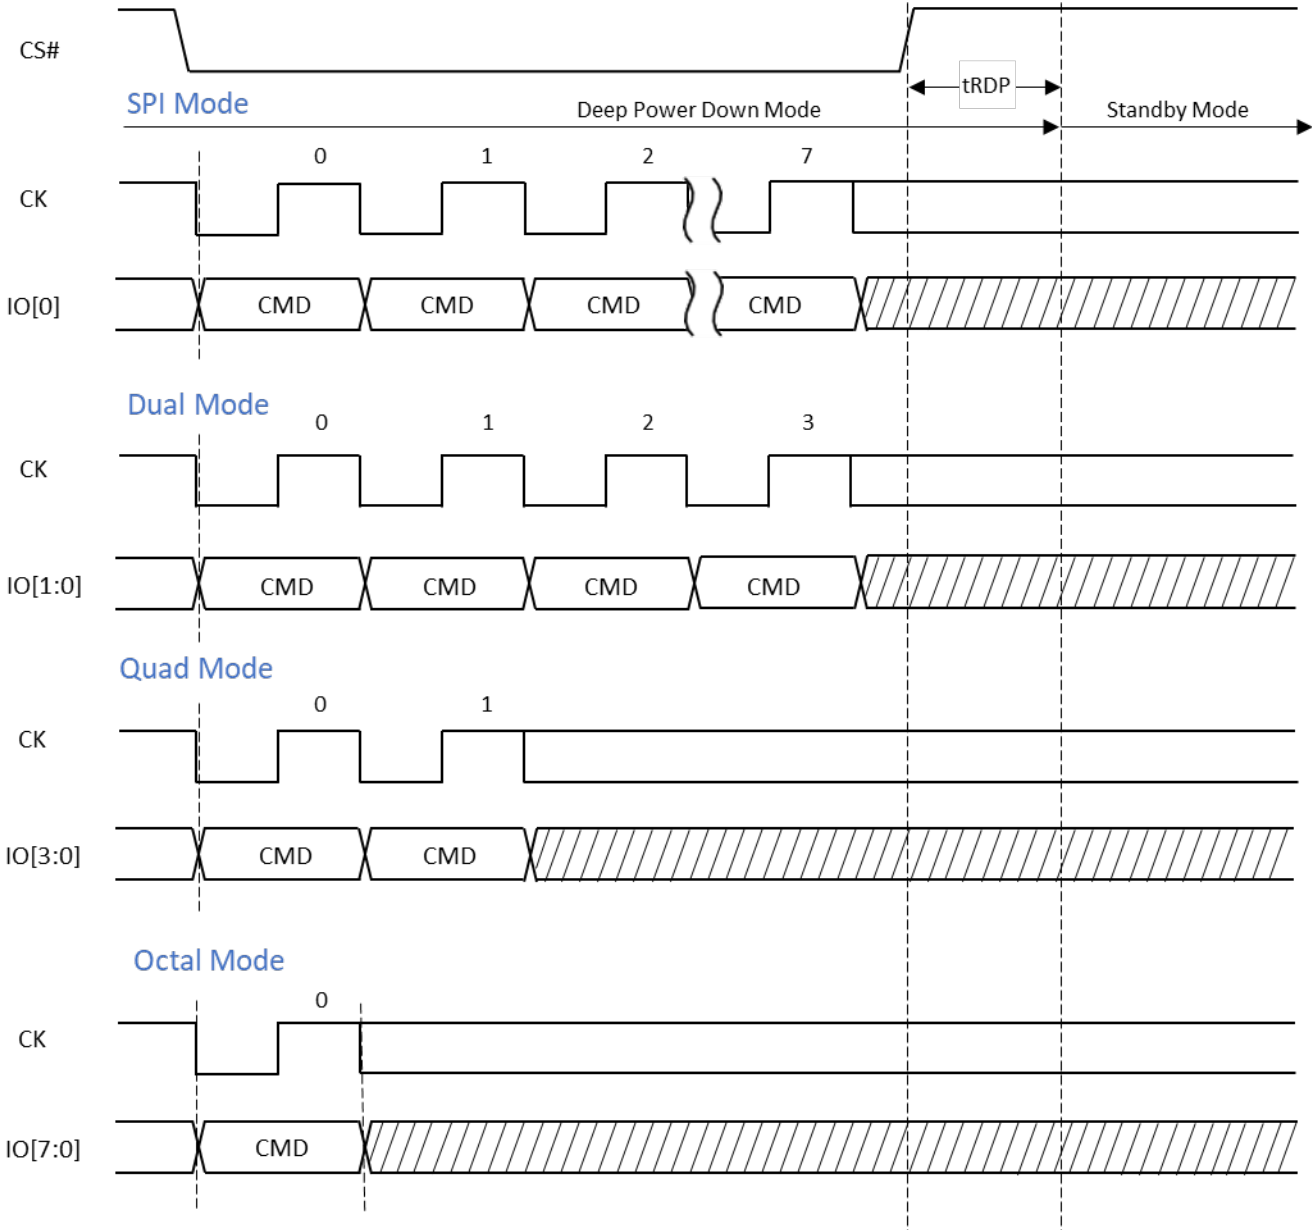 CS#
tRDP
SPI Mode
Deep Power Down Mode Standby Mode
0 1 2 7
CK
IO[0] CMD CMD CMD CMD
Dual Mode
0 1 2 3
CK
IO[1:0] CMD CMD CMD CMD
Quad Mode
0 1
CK
IO[3:0] CMD CMD
Octal Mode
0
CK
IO[7:0] CMD